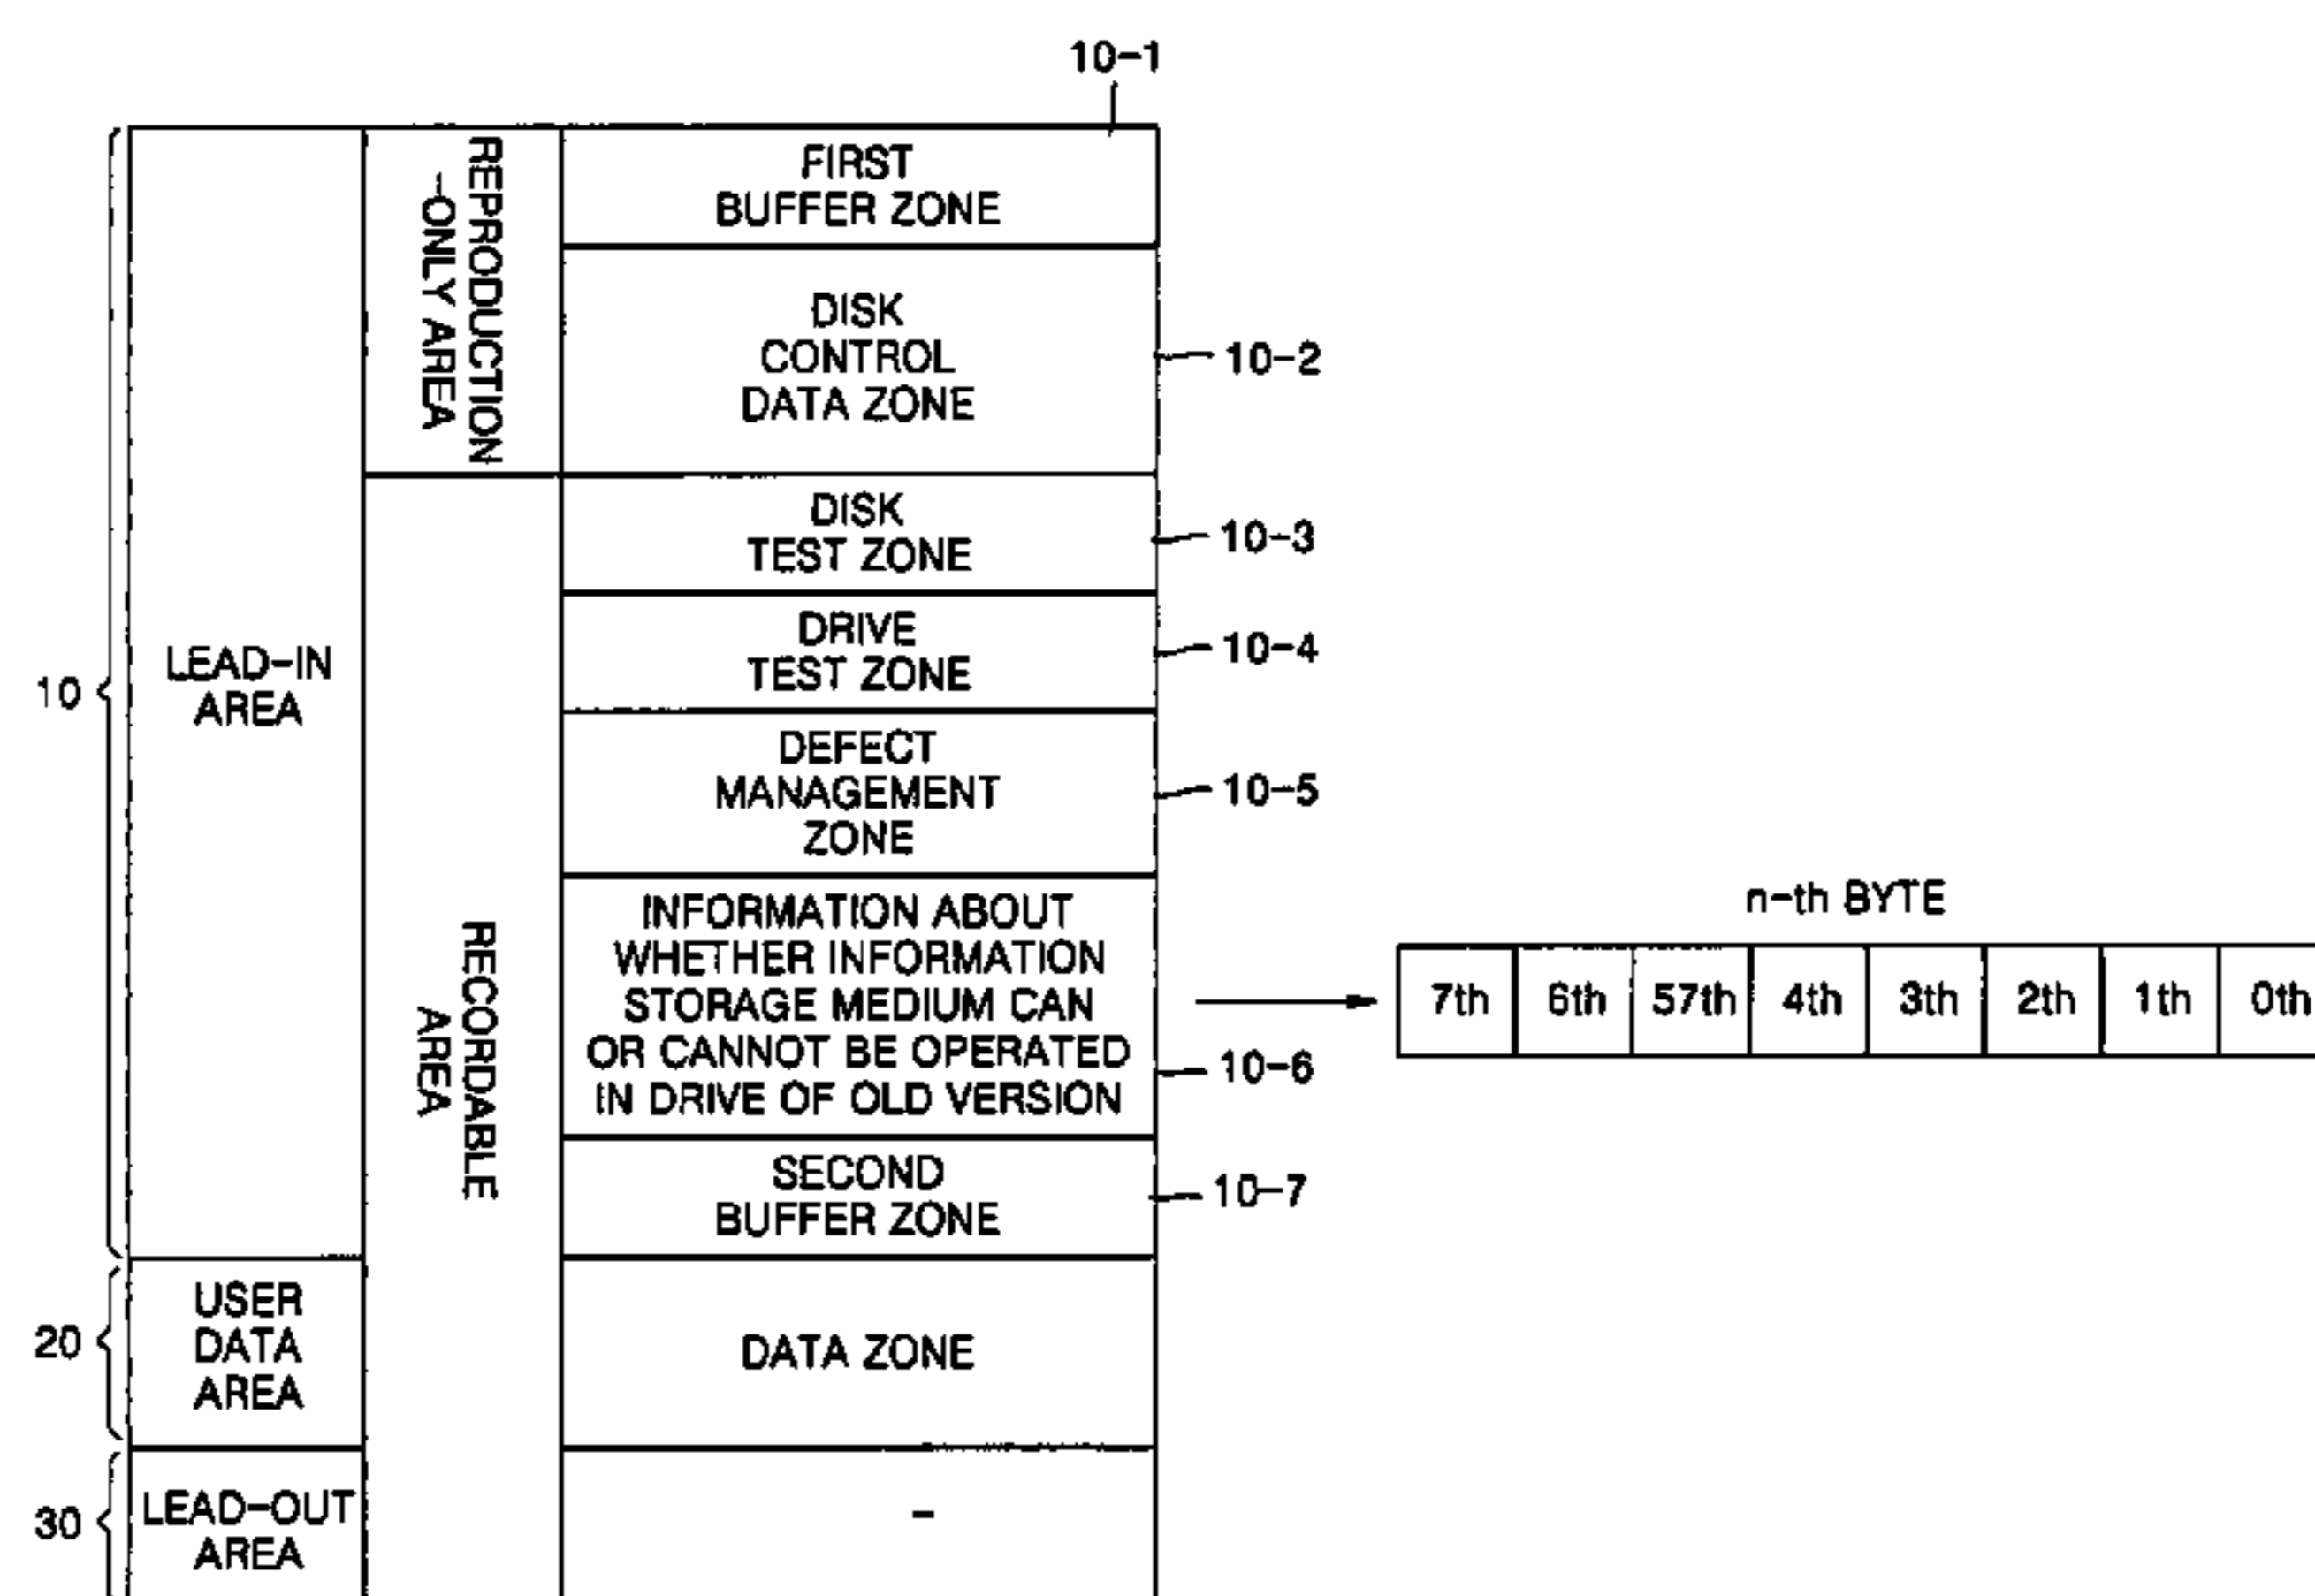 10-1
REPRODUCTION
-ONLY AREA
FIRST
BUFFER ZONE
DISK
CONTROL
DATA ZONE
10-2
DISK
TEST ZONE
10-3
DRIVE
TEST ZONE
10-4
10
LEAD-IN
AREA
DEFECT
MANAGEMENT
ZONE
10-5
RECORDABLE
AREA
INFORMATION ABOUT
WHETHER INFORMATION
STORAGE MEDIUM CAN
OR CANNOT BE OPERATED
IN DRIVE OF OLD VERSION
10-6
n-th BYTE
7th 6th 57th 4th 3th 2th 1th 0th
SECOND
BUFFER ZONE
10-7
20
USER
DATA
AREA
DATA ZONE
30
LEAD-OUT
AREA
-